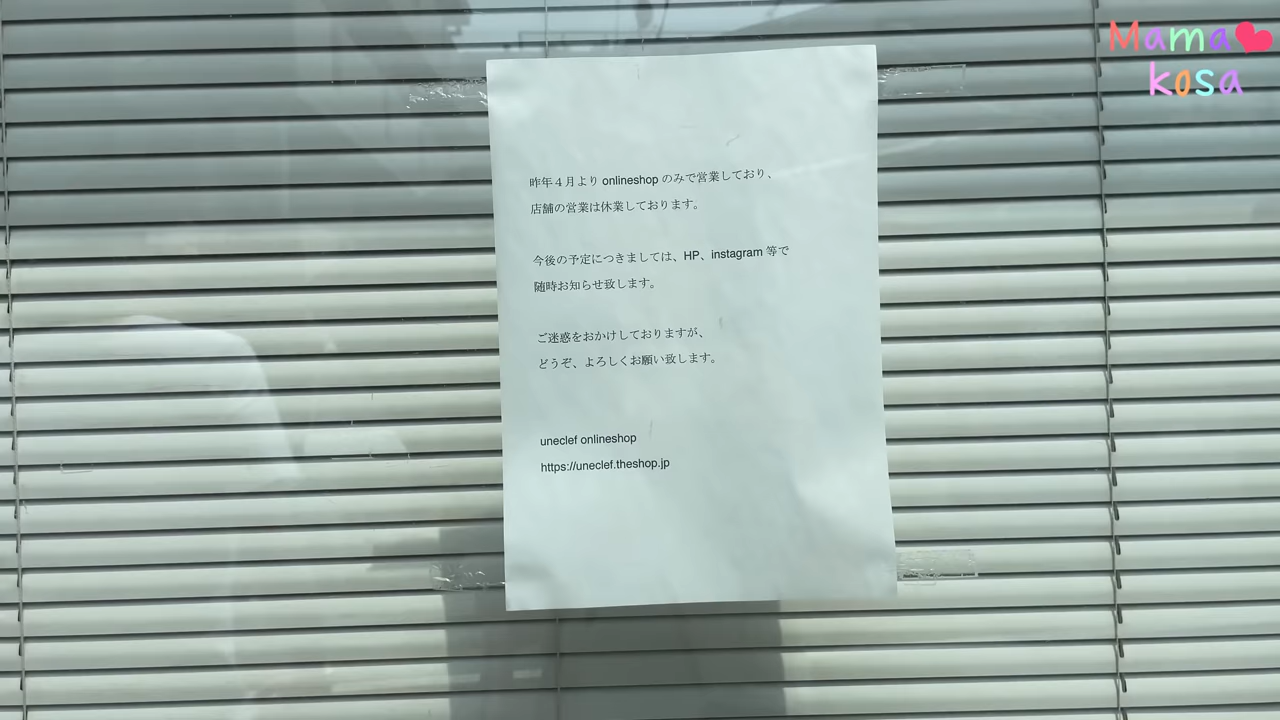 Mama
kosa
昨年４月より onlineshop のみで営業しており、
店舗の営業は休業しております。
今後の予定につきましては、HP、instagram 等で
随時お知らせ致します。
ご迷惑をおかけしておりますが、
どうぞ、よろしくお願い致します。
uneclef onlineshop
https://uneclef.theshop.jp